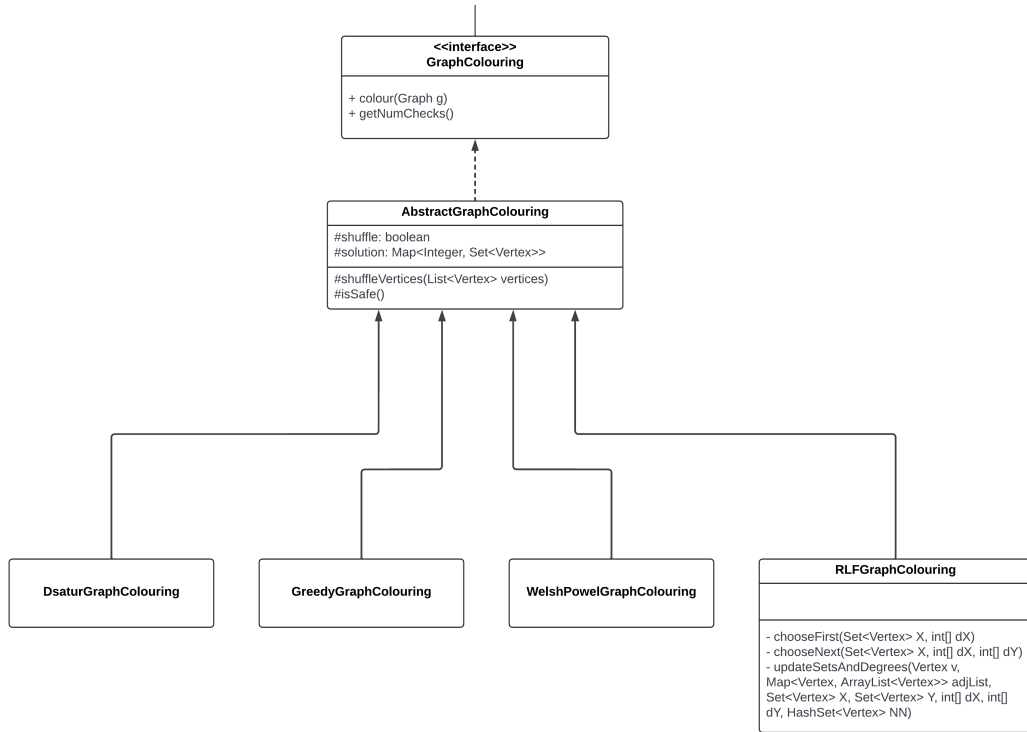 <<interface>>
GraphColouring
+ colour(Graph g)
+ getNumChecks()
AbstractGraphColouring
#shuffle: boolean
#solution: Map<Integer, Set<Vertex>>
#shuffleVertices(List<Vertex> vertices)
#isSafe()
DsaturGraphColouring
GreedyGraphColouring
WelshPowelGraphColouring
RLFGraphColouring
- chooseFirst(Set<Vertex> X, int[] dX)
- chooseNext(Set<Vertex> X, int[] dX, int[] dY)
- updateSetsAndDegrees(Vertex v,
Map<Vertex, ArrayList<Vertex>> adjList,
Set<Vertex> X, Set<Vertex> Y, int[] dX, int[]
dY, HashSet<Vertex> NN)